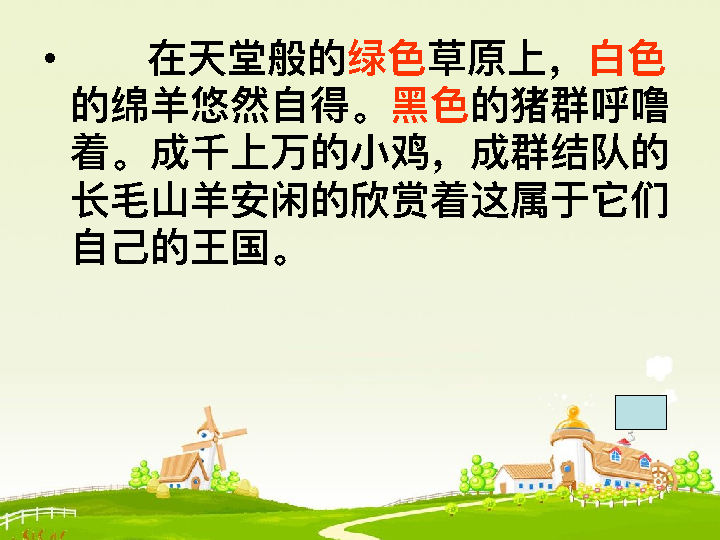 • 在天堂般的绿色草原上，白色
的绵羊悠然自得。黑色的猪群呼噜
着。成千上万的小鸡，成群结队的
长毛山羊安闲的欣赏着这属于它们
自己的王国。